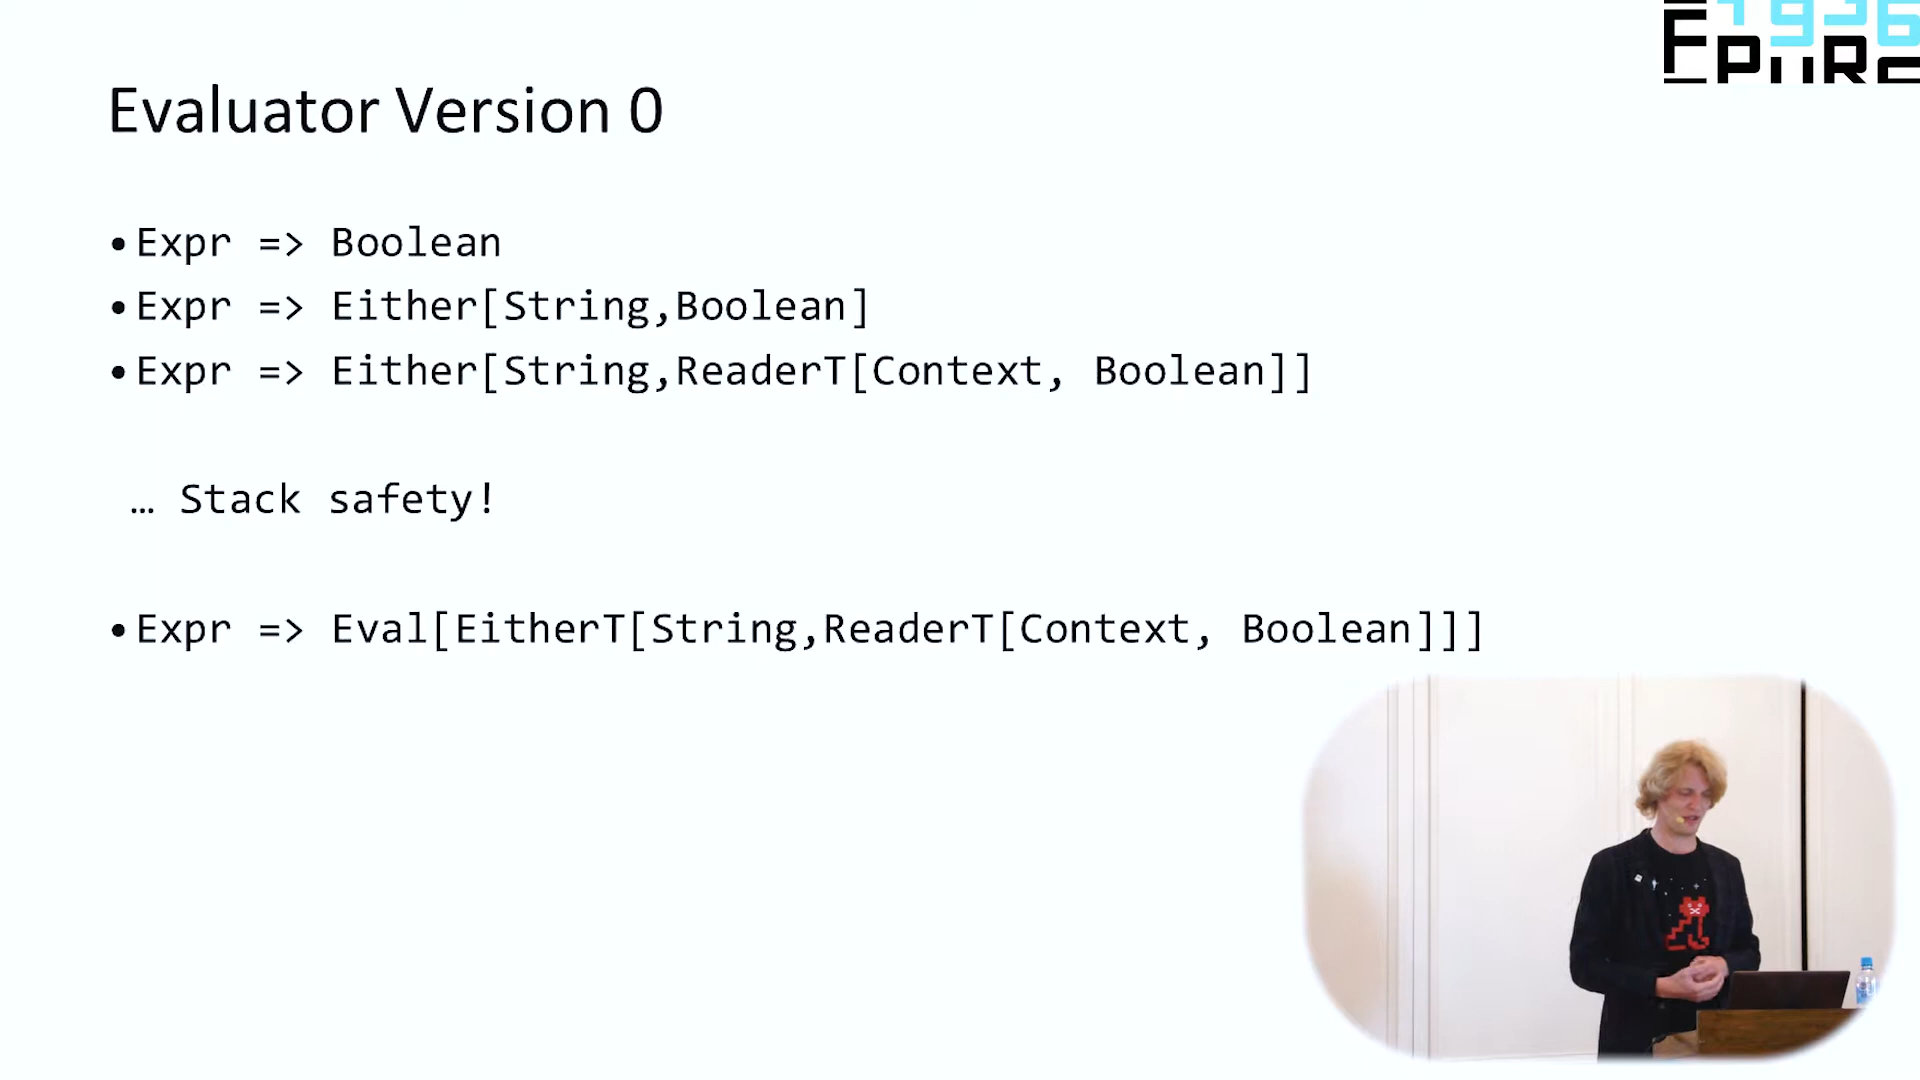 Evaluator Version 0
•Expr => Boolean
•Expr => Either[String,Boolean]
•Expr => Either[String,ReaderT[Context, Boolean]]
… Stack safety!
•Expr => Eval[EitherT[String,ReaderT[Context, Boolean]]]